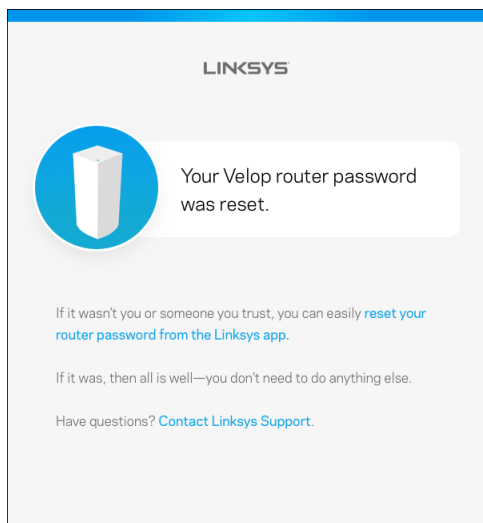 LINKSYS
Your Velop router password
was reset.
If it wasn't you or someone you trust, you can easily reset your
router password from the Linksys app.
If it was, then all is well—you don't need to do anything else.
Have questions? Contact Linksys Support.